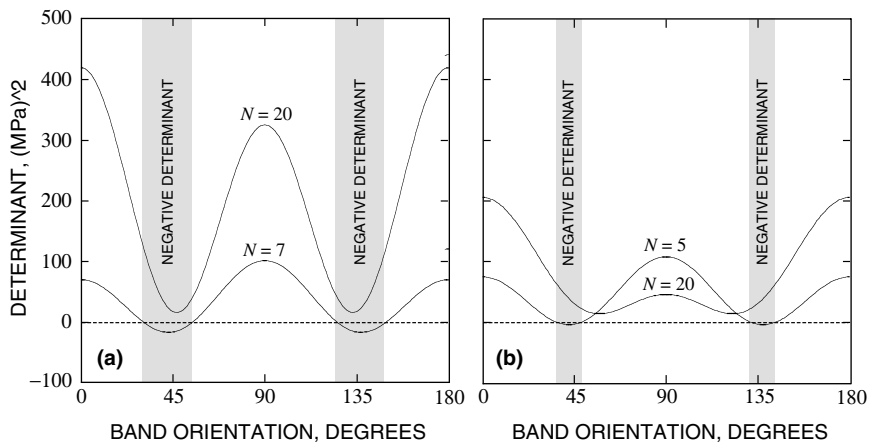 500
400
300
200
100
0
−100
DETERMINANT, (MPa)^2
NEGATIVE DETERMINANT
NEGATIVE DETERMINANT
N = 20
N = 7
(a)
0 45 90 135 180
BAND ORIENTATION, DEGREES
NEGATIVE DETERMINANT
NEGATIVE DETERMINANT
N = 5
N = 20
(b)
0 45 90 135 180
BAND ORIENTATION, DEGREES